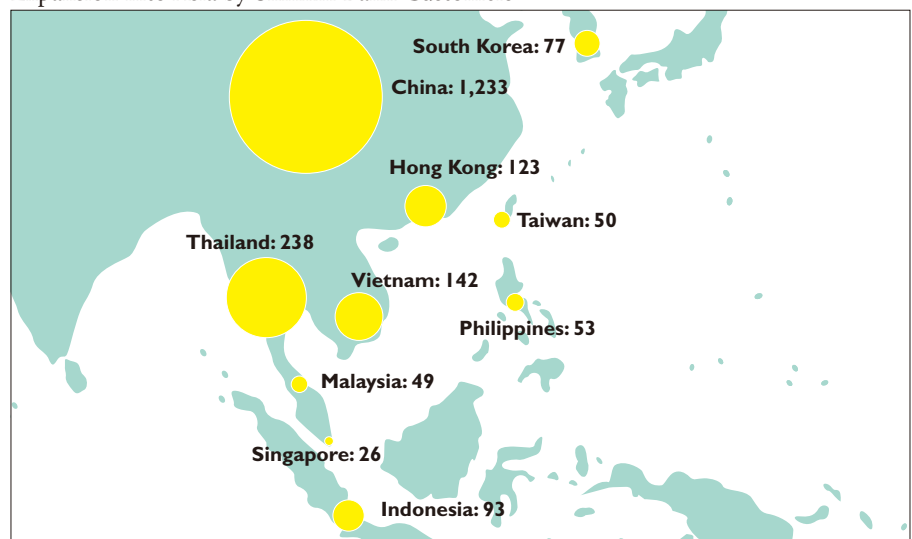 South Korea: 77
China: 1,233
Hong Kong: 123
Taiwan: 50
Thailand: 238
Vietnam: 142
Philippines: 53
Malaysia: 49
Singapore: 26
Indonesia: 93